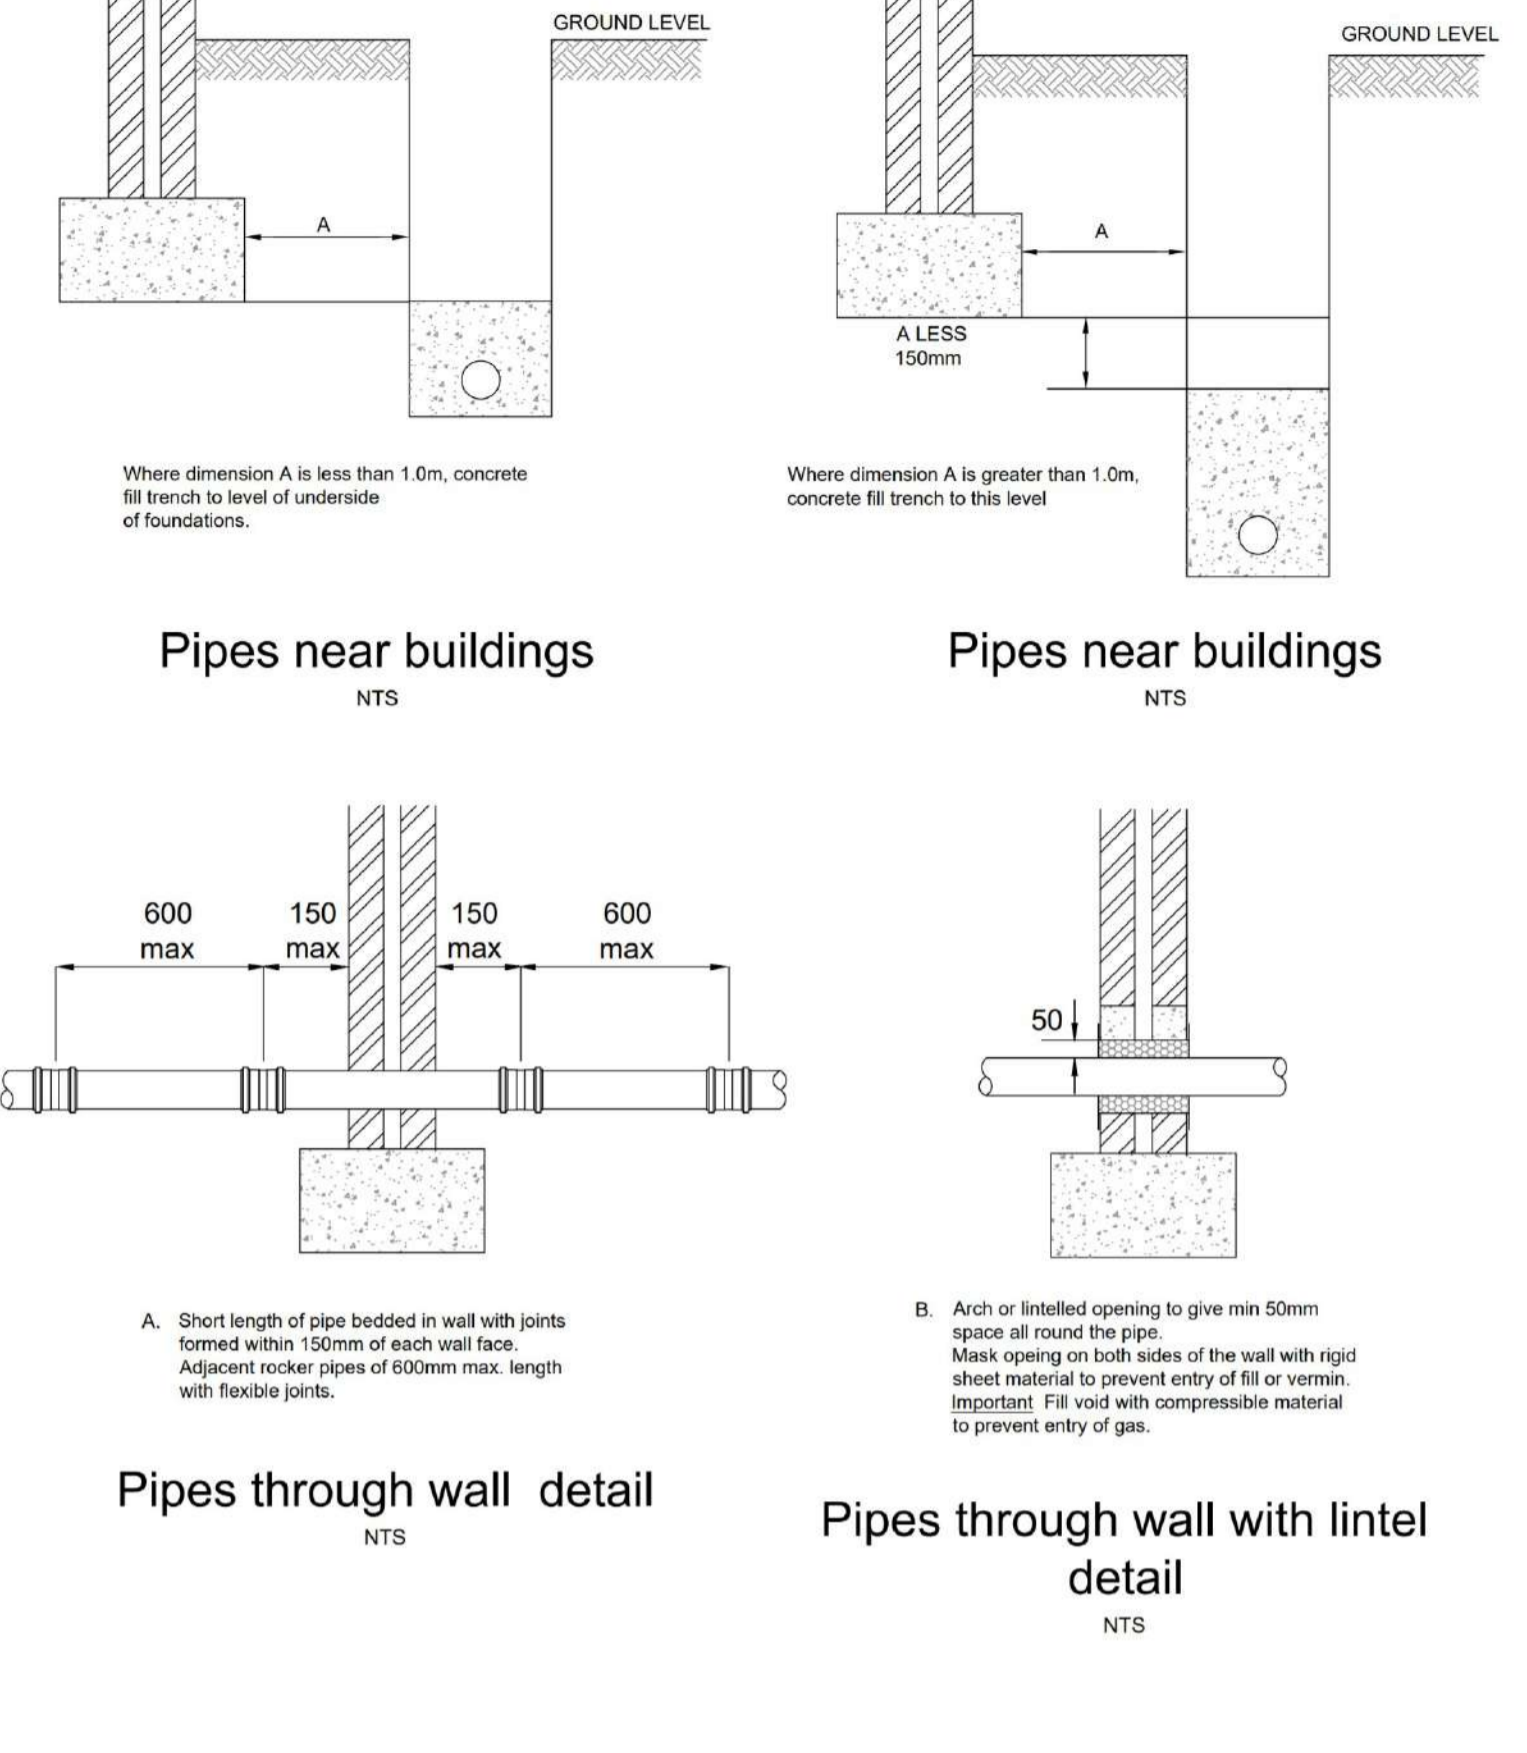 GROUND LEVEL
A
Where dimension A is less than 1.0m, concrete
fill trench to level of underside
of foundations.
Pipes near buildings
NTS
GROUND LEVEL
A
A LESS
150mm
Where dimension A is greater than 1.0m,
concrete fill trench to this level
Pipes near buildings
NTS
600
max
150
max
150
max
600
max
A. Short length of pipe bedded in wall with joints
formed within 150mm of each wall face.
Adjacent rocker pipes of 600mm max. length
with flexible joints.
Pipes through wall detail
NTS
50
B. Arch or lintelled opening to give min 50mm
space all round the pipe.
Mask opeing on both sides of the wall with rigid
sheet material to prevent entry of fill or vermin.
Important Fill void with compressible material
to prevent entry of gas.
Pipes through wall with lintel
detail
NTS